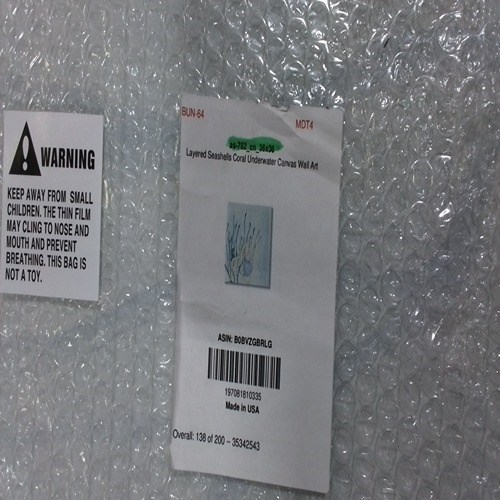 WARNING
KEEP AWAY FROM SMALL
CHILDREN. THE THIN FILM
MAY CLING TO NOSE AND
MOUTH AND PREVENT
BREATHING. THIS BAG IS
NOT A TOY.
BUN-64
MDT4
as-782_cn_36x36
Layered Seashells Coral Underwater Canvas Wall Art
ASIN: B0BVZGBRLG
197081810335
Made in USA
Overall: 138 of 200 - 35342543